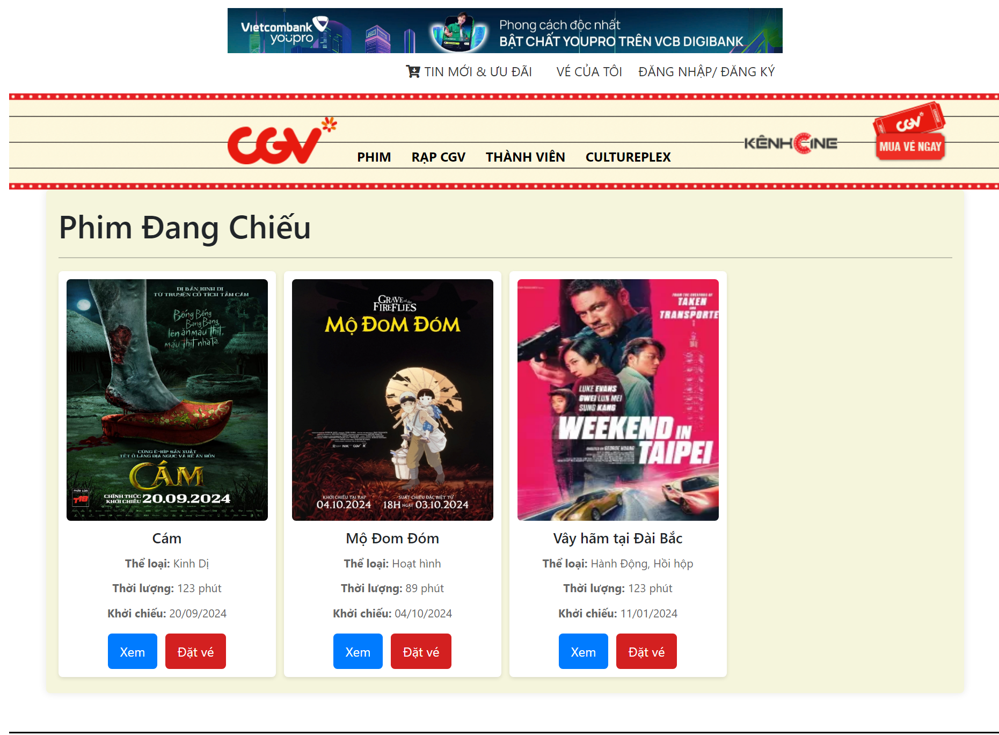 Vietcombank
youpro
Phong cách độc nhất
BẬT CHẤT YOUPRO TRÊN VCB DIGIBANK
TIN MỚI & ƯU ĐÃI VÉ CỦA TÔI ĐĂNG NHẬP/ ĐĂNG KÝ
CGV
PHIM RẠP CGV THÀNH VIÊN CULTUREPLEX
KÊNH CINE
CGV
MUA VÉ NGAY
Phim Đang Chiếu
DỊ BẢN KINH DỊ
TỪ TRUYỆN CỔ TÍCH TẤM CÁM
Bống Bống
Bang Bang,
lên ăn máu thịt,
máu thịt nhà ta.
CÙNG Ê-KÍP SẢN XUẤT
TẾT Ở LÀNG ĐỊA NGỤC VÀ KẺ ĂN HỒN
CÁM
PHÂN LOẠI
T18
CHÍNH THỨC
KHỞI CHIẾU 20.09.2024
Cám
Thể loại: Kinh Dị
Thời lượng: 123 phút
Khởi chiếu: 20/09/2024
Xem Đặt vé
GRAVE of the
FIREFLIES
MỘ ĐOM ĐÓM
KHỞI CHIẾU TẠI RẠP
04.10.2024
SUẤT CHIẾU ĐẶC BIỆT TỪ
18H NGÀY 03.10.2024
Mộ Đom Đóm
Thể loại: Hoạt hình
Thời lượng: 89 phút
Khởi chiếu: 04/10/2024
Xem Đặt vé
FROM THE CREATORS OF
TAKEN
TRANSPORTE
LUKE EVANS
GWEI LUN MEI
SUNG KANG
WEEKEND IN
TAIPEI
DIRECTED BY GEORGE HUANG
Vây hãm tại Đài Bắc
Thể loại: Hành Động, Hồi hộp
Thời lượng: 123 phút
Khởi chiếu: 11/01/2024
Xem Đặt vé